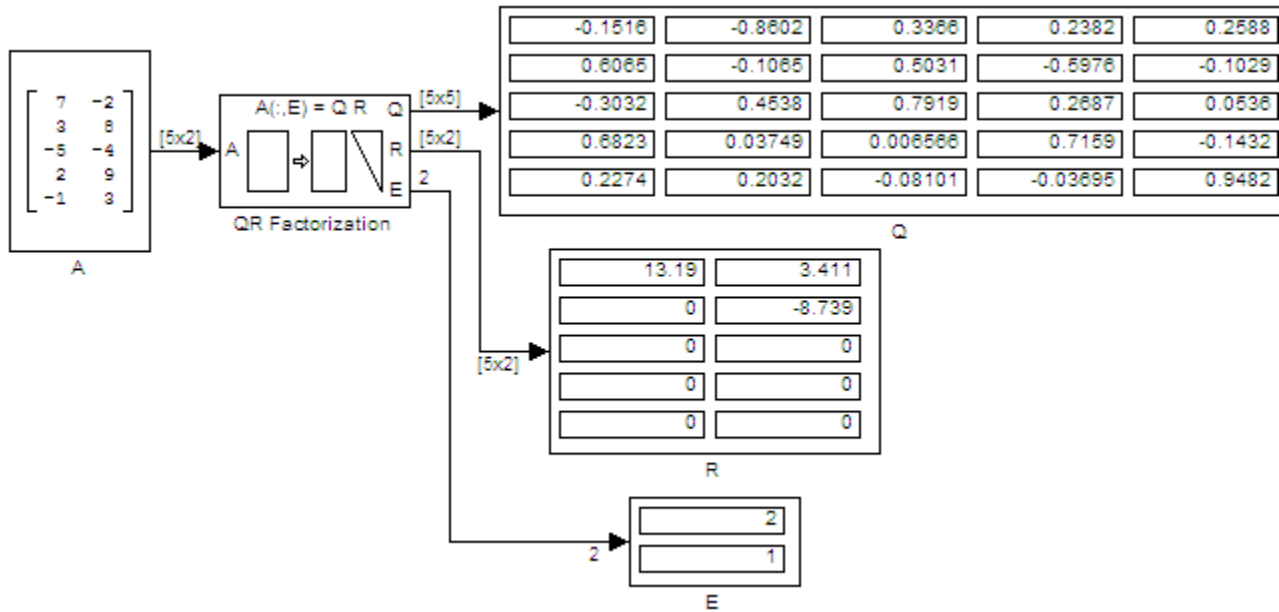 7 -2
3 8
-5 -4
2 9
-1 3
A
[5x2]
A(:,E) = Q R
A
Q
R
E
QR Factorization
[5x5]
[5x2]
2
-0.1516 -0.8602 0.3366 0.2382 0.2588
0.6065 -0.1065 0.5031 -0.5976 -0.1029
-0.3032 0.4538 0.7919 0.2687 0.0536
0.6823 0.03749 0.006566 0.7159 -0.1432
0.2274 0.2032 -0.08101 -0.03695 0.9482
Q
[5x2]
13.19 3.411
0 -8.739
0 0
0 0
0 0
R
2
2
1
E